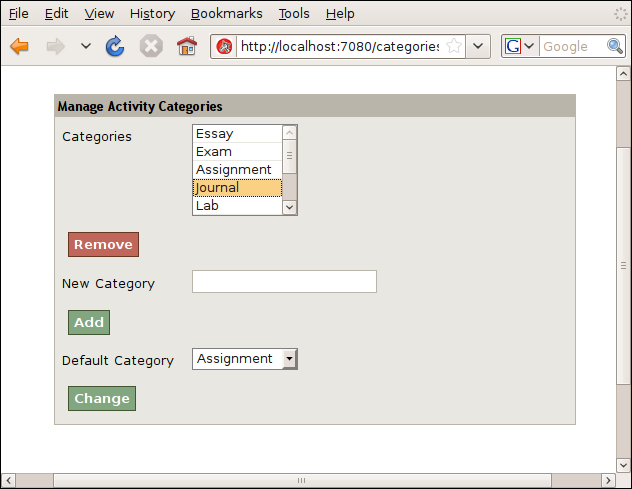 File Edit View History Bookmarks Tools Help
http://localhost:7080/categories
G Google
Manage Activity Categories
Categories
Essay
Exam
Assignment
Journal
Lab
Remove
New Category
Add
Default Category Assignment
Change